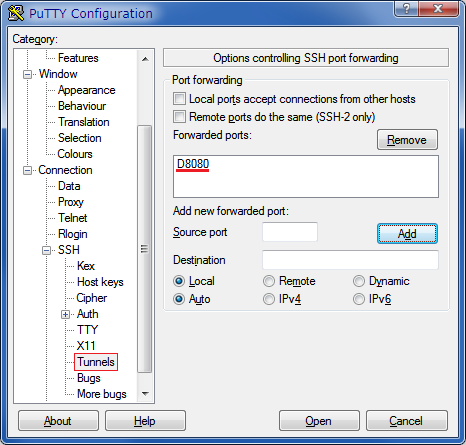 PuTTY Configuration
Category:
Features
Window
Appearance
Behaviour
Translation
Selection
Colours
Connection
Data
Proxy
Telnet
Rlogin
SSH
Kex
Host keys
Cipher
Auth
TTY
X11
Tunnels
Bugs
More bugs
Options controlling SSH port forwarding
Port forwarding
Local ports accept connections from other hosts
Remote ports do the same (SSH-2 only)
Forwarded ports:
Remove
D8080
Add new forwarded port:
Source port
Add
Destination
Local Remote Dynamic
Auto IPv4 IPv6
About Help Open Cancel